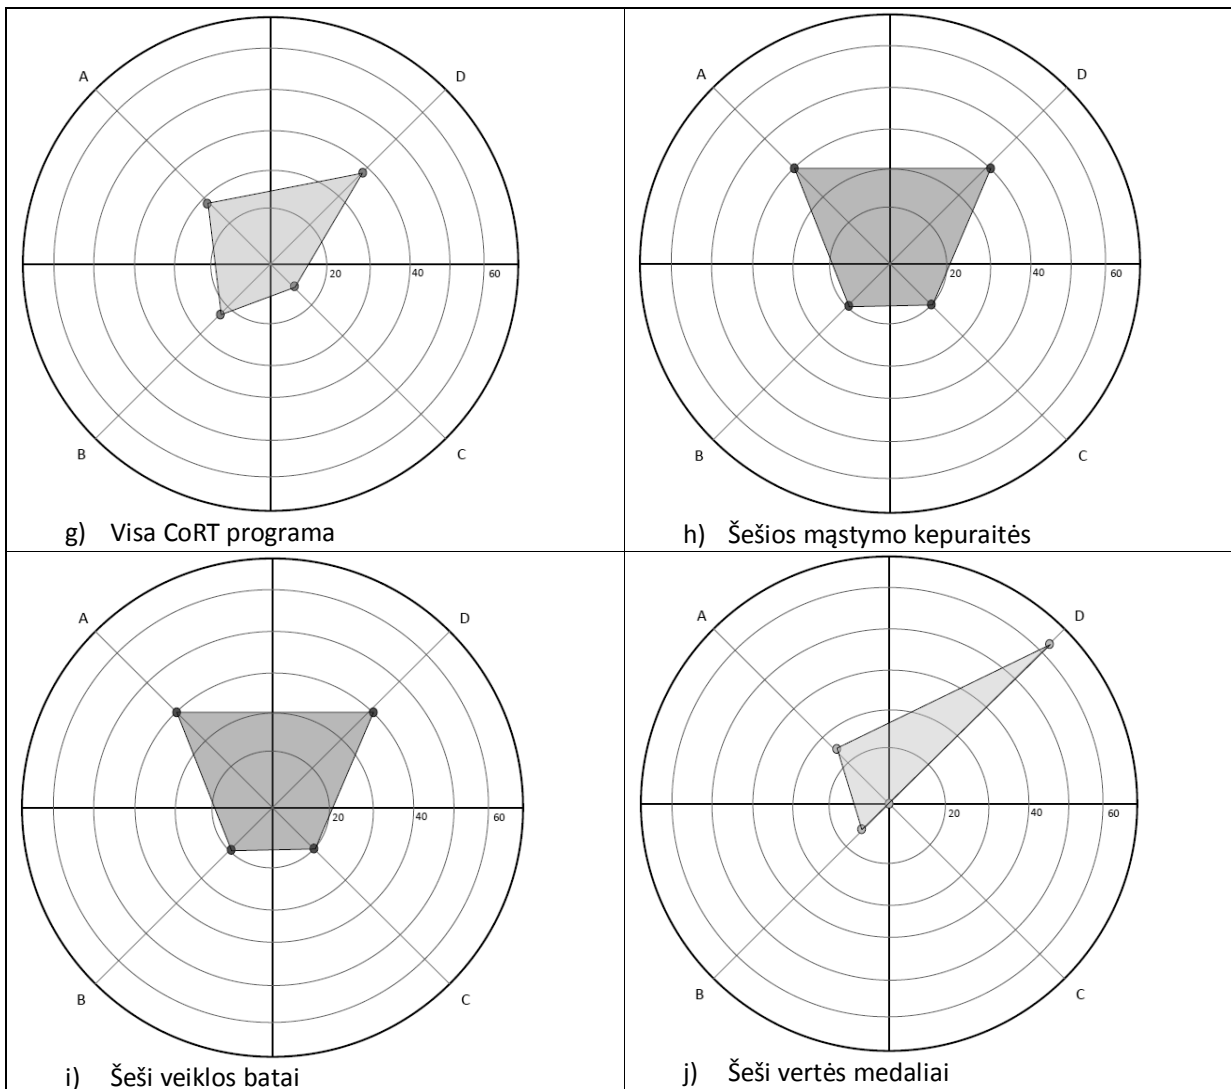 A
D
20
40
60
B
C
g) Visa CoRT programa
A
D
20
40
60
B
C
h) Šešios mąstymo kepuraitės
A
D
20
40
60
B
C
i) Šeši veiklos batai
A
D
20
40
60
B
C
j) Šeši vertės medaliai